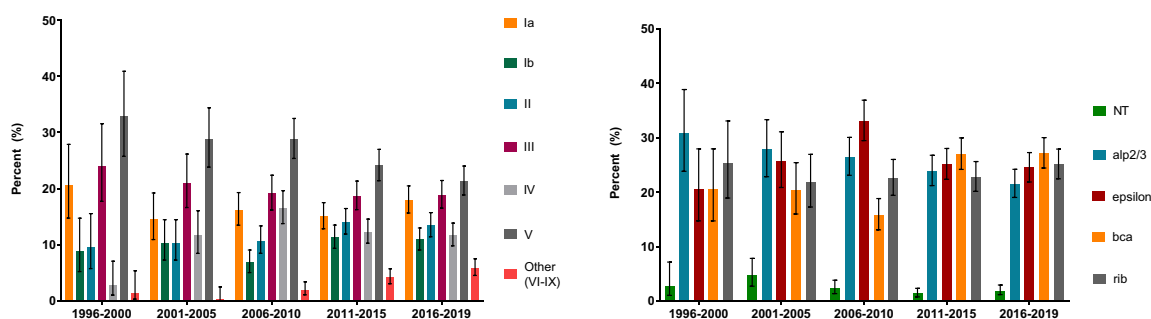 Percent (%)
50
40
30
20
10
0
1996-2000
2001-2005
2006-2010
2011-2015
2016-2019
Ia
Ib
II
III
IV
V
Other
(VI-IX)
Percent (%)
50
40
30
20
10
0
1996-2000
2001-2005
2006-2010
2011-2015
2016-2019
NT
alp2/3
epsilon
bca
rib